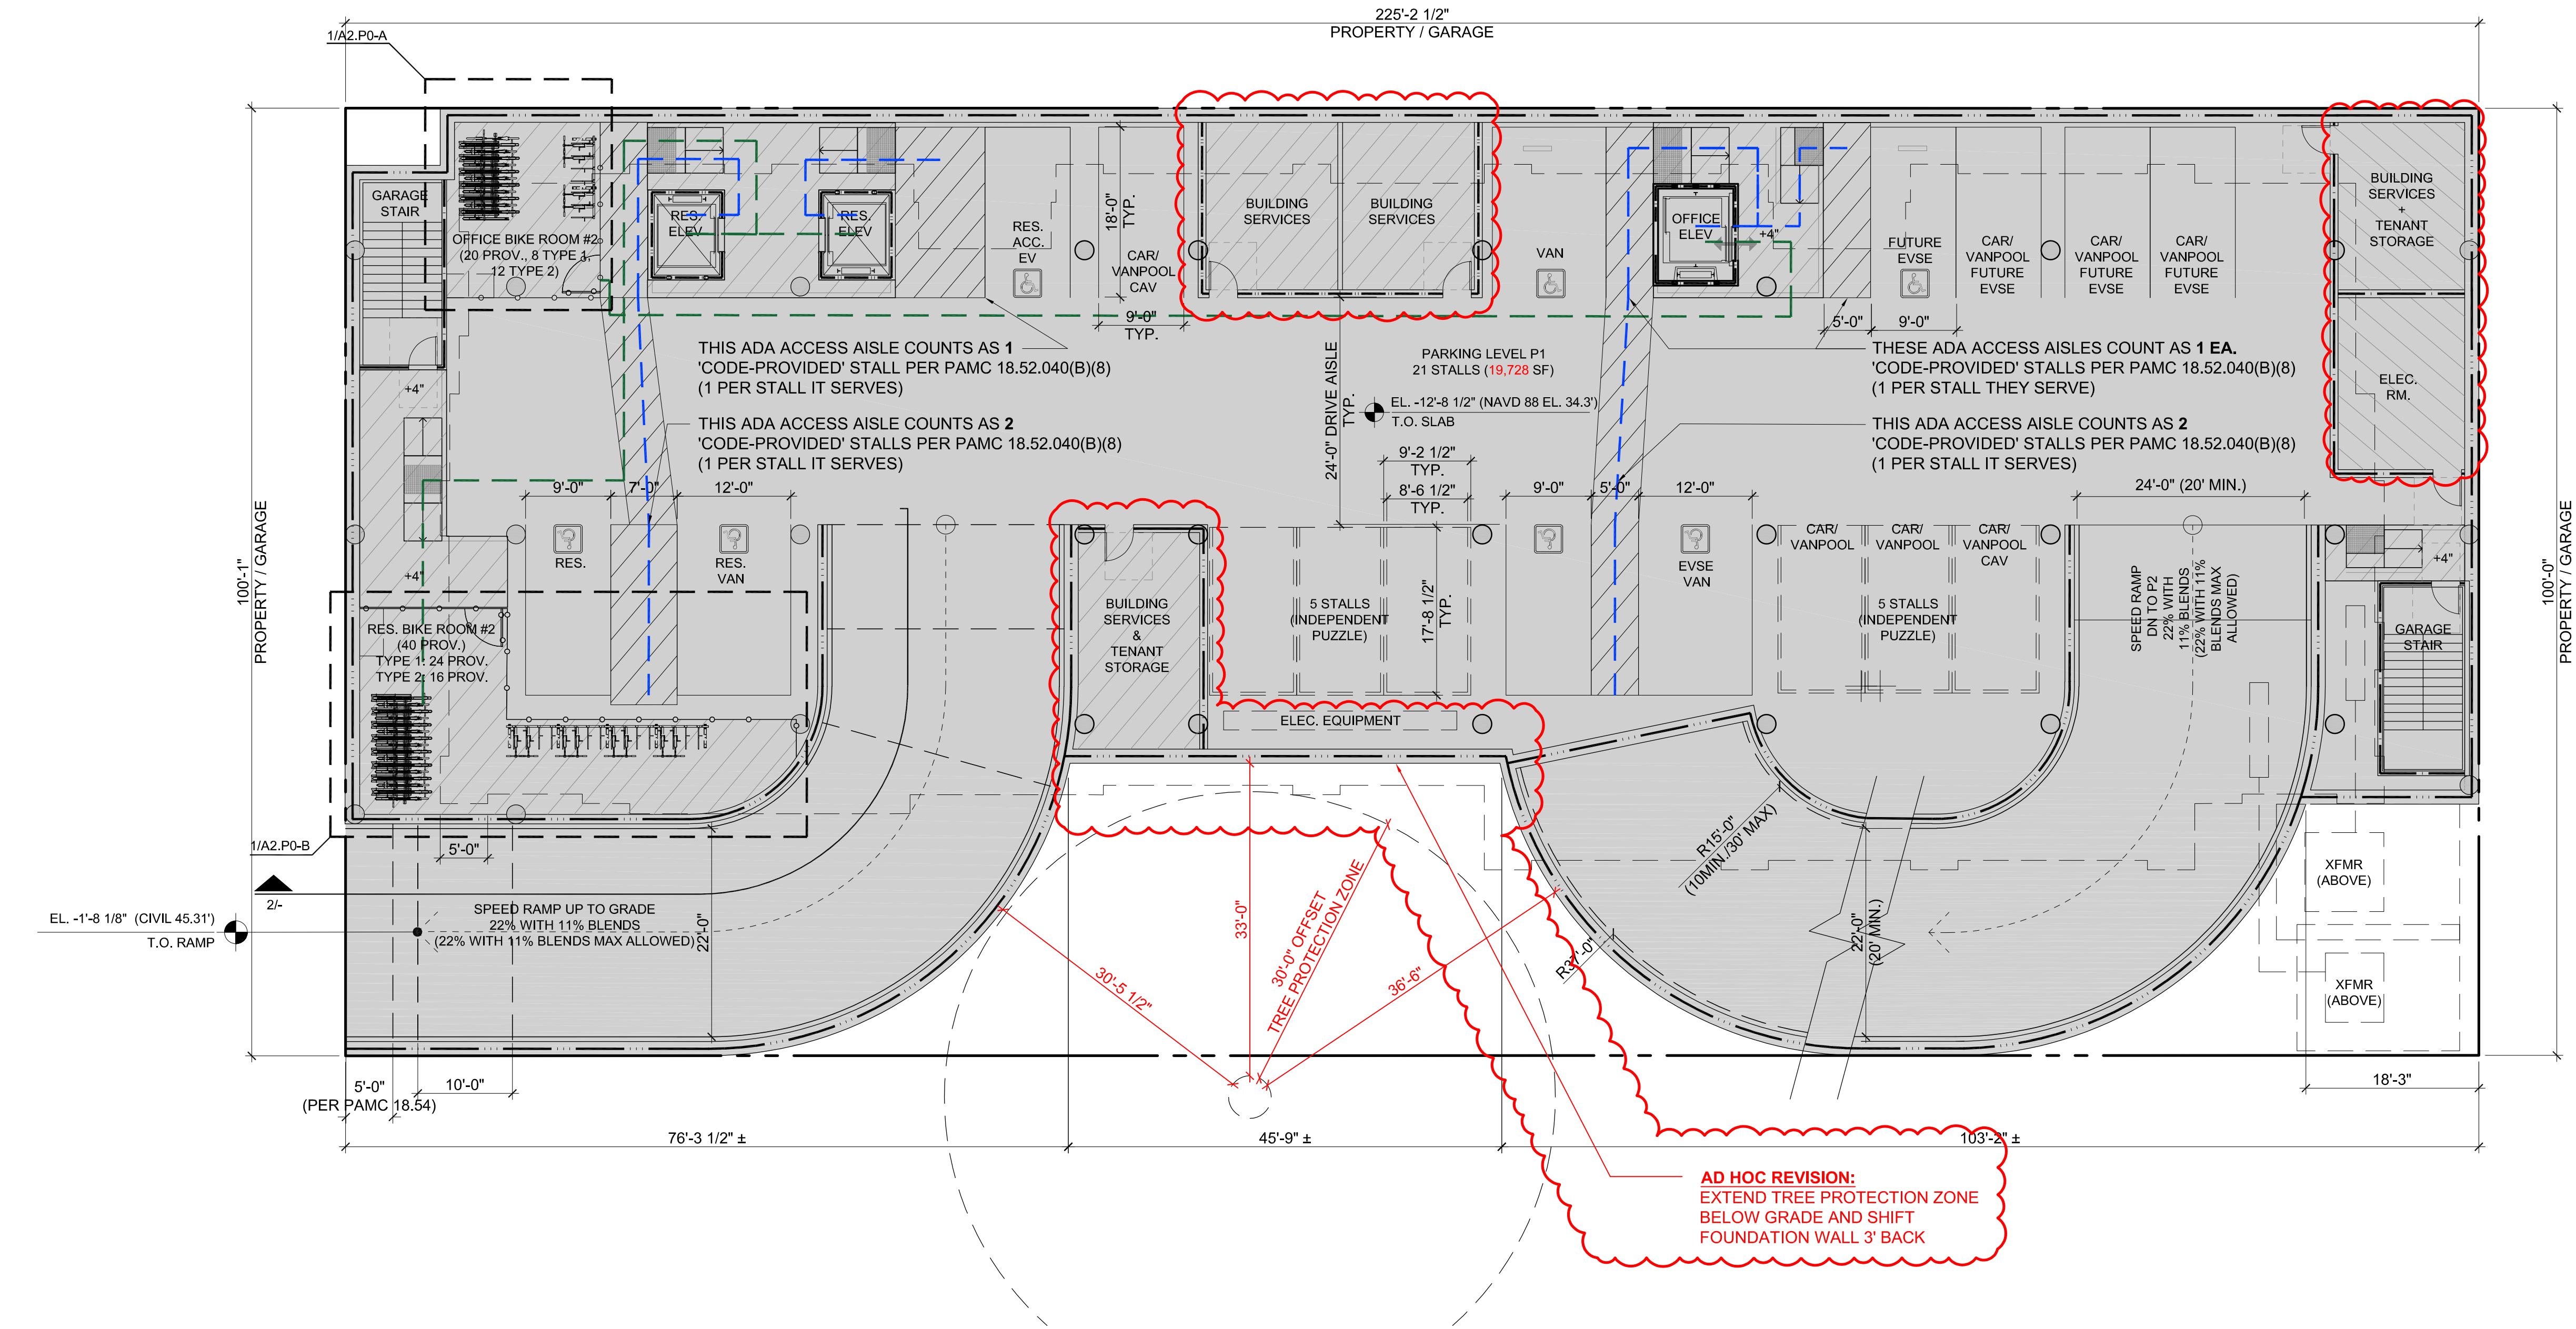 225'-2 1/2"
PROPERTY / GARAGE
1/A2.P0-A
GARAGE
STAIR
OFFICE BIKE ROOM #2
(20 PROV., 8 TYPE 1,
12 TYPE 2)
RES.
ELEV
RES.
ELEV
RES.
ACC.
EV
18'-0"
TYP.
CAR/
VANPOOL
CAV
9'-0"
TYP.
BUILDING
SERVICES
BUILDING
SERVICES
VAN
OFFICE
ELEV
+4"
FUTURE
EVSE
CAR/
VANPOOL
FUTURE
EVSE
CAR/
VANPOOL
FUTURE
EVSE
CAR/
VANPOOL
FUTURE
EVSE
BUILDING
SERVICES
+
TENANT
STORAGE
5'-0"
9'-0"
THIS ADA ACCESS AISLE COUNTS AS 1
'CODE-PROVIDED' STALL PER PAMC 18.52.040(B)(8)
(1 PER STALL IT SERVES)
24'-0" DRIVE AISLE
TYP.
PARKING LEVEL P1
21 STALLS (19,728 SF)
EL. -12'-8 1/2" (NAVD 88 EL. 34.3')
T.O. SLAB
THESE ADA ACCESS AISLES COUNT AS 1 EA.
'CODE-PROVIDED' STALLS PER PAMC 18.52.040(B)(8)
(1 PER STALL THEY SERVE)
ELEC.
RM.
+4"
THIS ADA ACCESS AISLE COUNTS AS 2
'CODE-PROVIDED' STALLS PER PAMC 18.52.040(B)(8)
(1 PER STALL IT SERVES)
THIS ADA ACCESS AISLE COUNTS AS 2
'CODE-PROVIDED' STALLS PER PAMC 18.52.040(B)(8)
(1 PER STALL IT SERVES)
100'-1"
PROPERTY / GARAGE
100'-0"
PROPERTY / GARAGE
9'-0"
7'-0"
12'-0"
9'-2 1/2"
TYP.
8'-6 1/2"
TYP.
9'-0"
5'-0"
12'-0"
24'-0" (20' MIN.)
RES.
RES.
VAN
+4"
EVSE
VAN
CAR/
VANPOOL
CAR/
VANPOOL
CAR/
VANPOOL
CAV
+4"
BUILDING
SERVICES
&
TENANT
STORAGE
5 STALLS
(INDEPENDENT
PUZZLE)
17'-8 1/2"
TYP.
5 STALLS
(INDEPENDENT
PUZZLE)
SPEED RAMP
DN TO P2
22% WITH
11% BLENDS
(22% WITH 11%
BLENDS MAX
ALLOWED)
GARAGE
STAIR
RES. BIKE ROOM #2
(40 PROV.)
TYPE 1: 24 PROV.
TYPE 2: 16 PROV.
ELEC. EQUIPMENT
1/A2.P0-B
5'-0"
R15'-0"
(10MIN./30' MAX)
XFMR
(ABOVE)
2/-
EL. -1'-8 1/8" (CIVIL 45.31')
T.O. RAMP
SPEED RAMP UP TO GRADE
22% WITH 11% BLENDS
(22% WITH 11% BLENDS MAX ALLOWED)
22'-0"
30'-5 1/2"
33'-0"
30'-0" OFFSET
TREE PROTECTION ZONE
36'-6"
R37'-0"
22'-0"
(20' MIN.)
XFMR
(ABOVE)
5'-0"
(PER PAMC 18.54)
10'-0"
18'-3"
76'-3 1/2" ±
45'-9" ±
103'-2" ±
AD HOC REVISION:
EXTEND TREE PROTECTION ZONE
BELOW GRADE AND SHIFT
FOUNDATION WALL 3' BACK